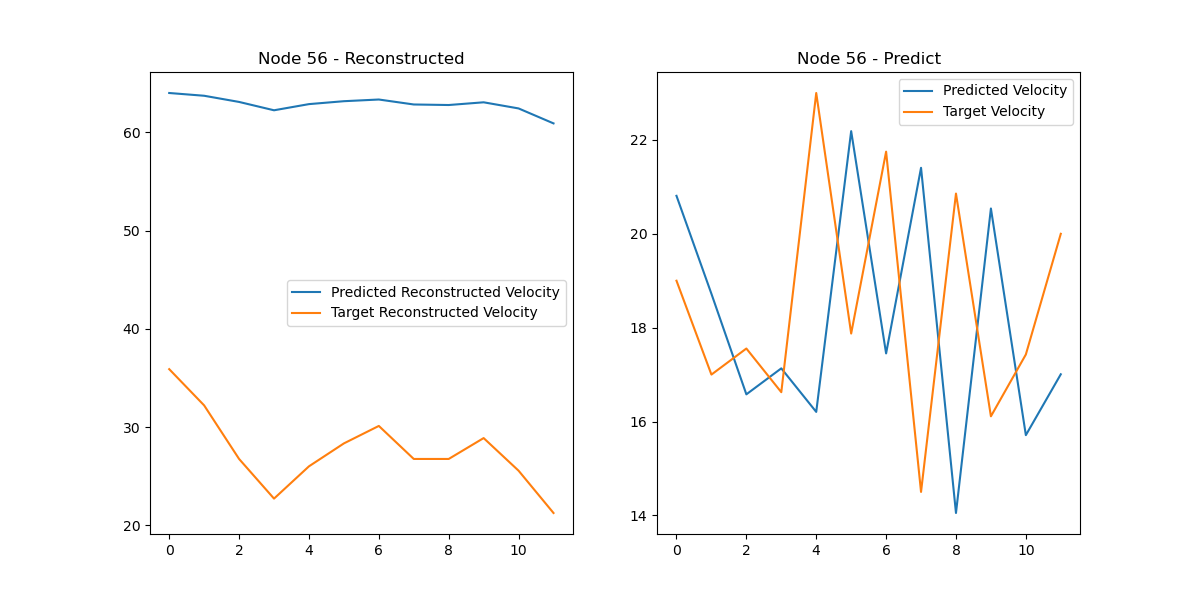 Node 56 - Reconstructed
60
50
40
30
20
0 2 4 6 8 10
Predicted Reconstructed Velocity
Target Reconstructed Velocity
Node 56 - Predict
22
20
18
16
14
0 2 4 6 8 10
Predicted Velocity
Target Velocity